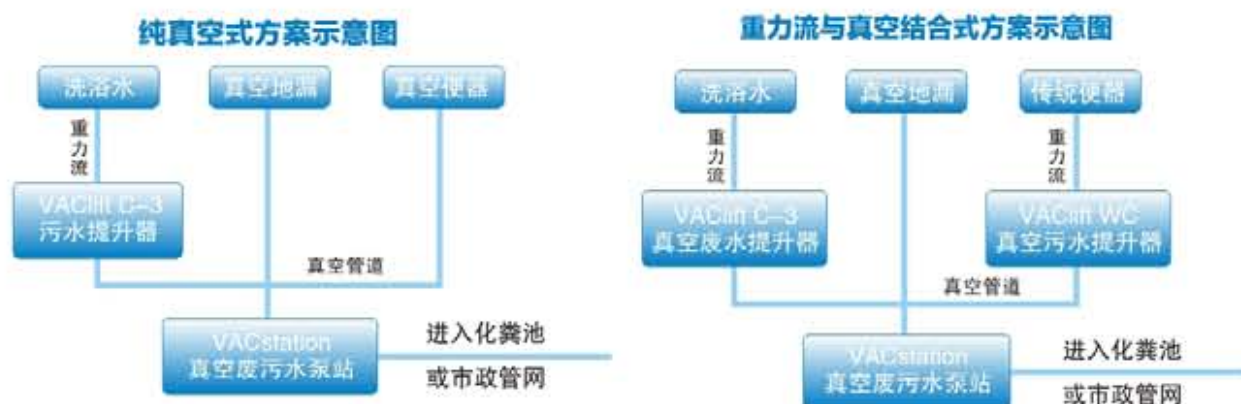 纯真空式方案示意图
洗浴水
真空地漏
真空便器
重力流
VAClift C-3
污水提升器
真空管道
VACstation
真空废污水泵站
进入化粪池
或市政管网
重力流与真空结合式方案示意图
洗浴水
真空地漏
传统便器
重力流
重力流
VAClift C-3
真空废水提升器
VAClift WC
真空污水提升器
真空管道
VACstation
真空废污水泵站
进入化粪池
或市政管网